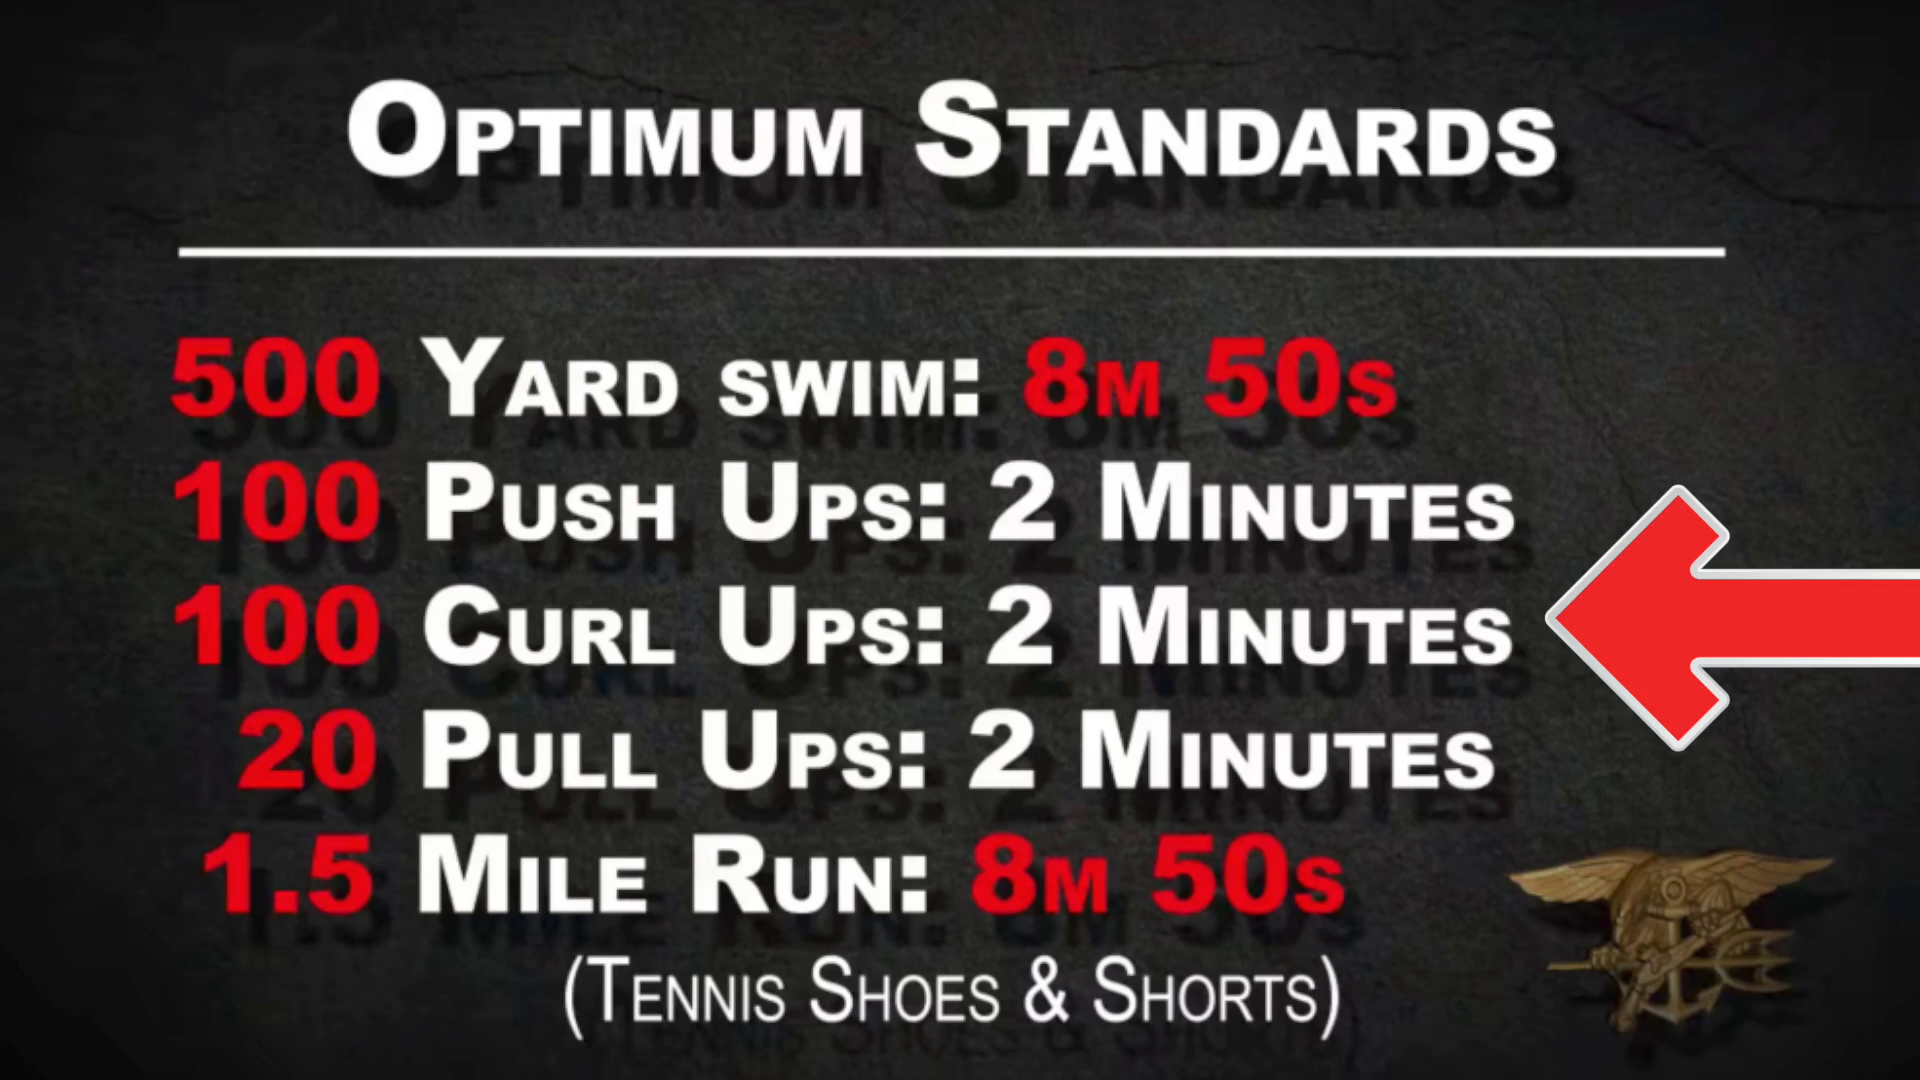 Optimum Standards
500 Yard swim: 8m 50s
100 Push Ups: 2 Minutes
100 Curl Ups: 2 Minutes
20 Pull Ups: 2 Minutes
1.5 Mile Run: 8m 50s
(Tennis Shoes & Shorts)